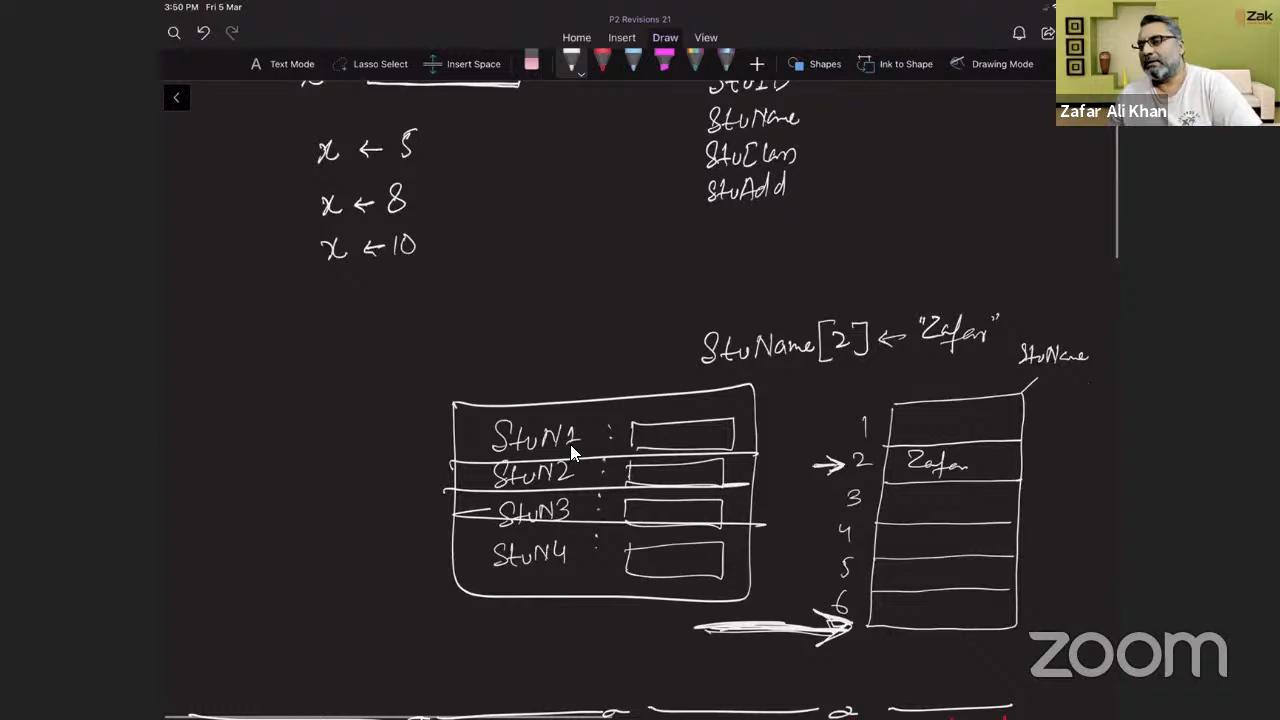 3:50 PM Fri 5 Mar
P2 Revisions 21
Home Insert Draw View
Text Mode Lasso Select Insert Space Shapes Ink to Shape Drawing Mode
Zak
Zafar Ali Khan
StuID
StuName
StuClass
StuAdd
x ← 5
x ← 8
x ← 10
StuName[2] ← "Zafar"
StuName
StuN1 :
StuN2 :
StuN3 :
StuN4 :
1
2 Zafar
3
4
5
6
zoom